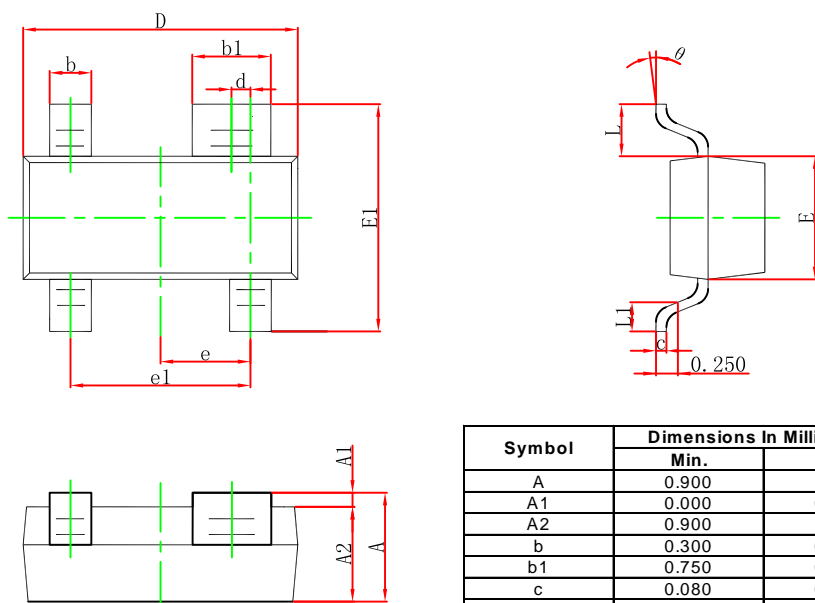 D
b1
b
d
E1
e
e1
θ
L
E
L1
c
0.250
A1
A2
A
Symbol
Dimensions In Milli
Min.
A 0.900
A1 0.000
A2 0.900
b 0.300
b1 0.750
c 0.080